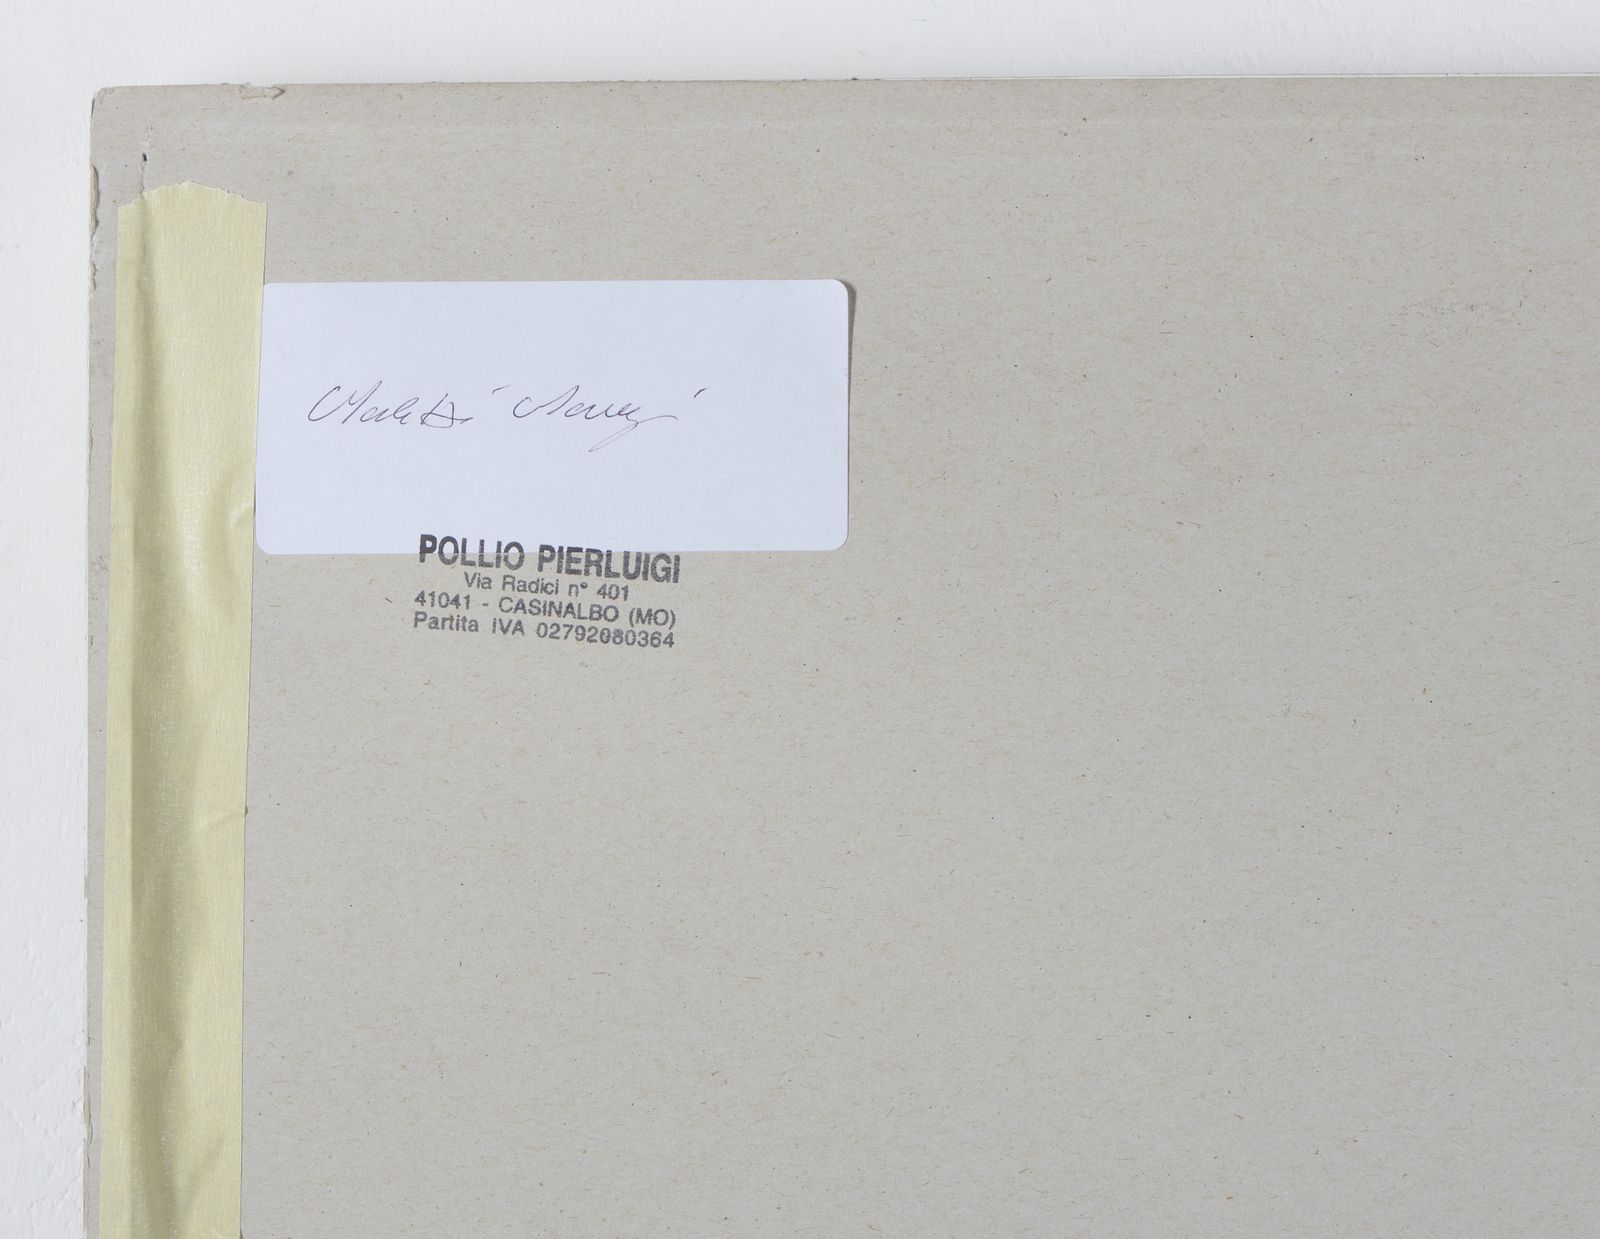 POLLIO PIERLUIGI
Via Radici n° 401
41041 - CASINALBO (MO)
Partita IVA 02792080364